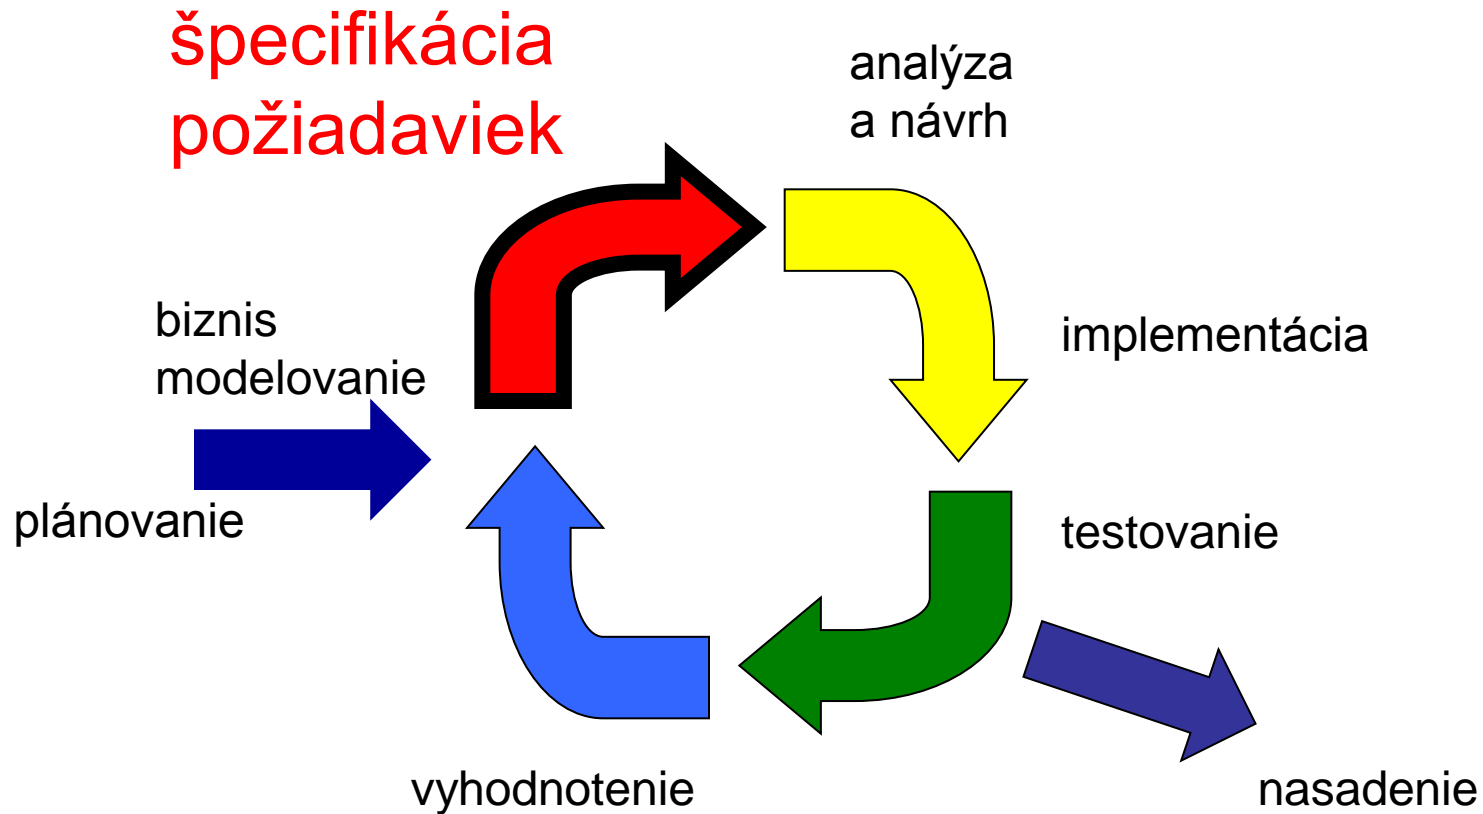 špecifikácia
požiadaviek
analýza
a návrh
biznis
modelovanie
implementácia
plánovanie
testovanie
vyhodnotenie
nasadenie